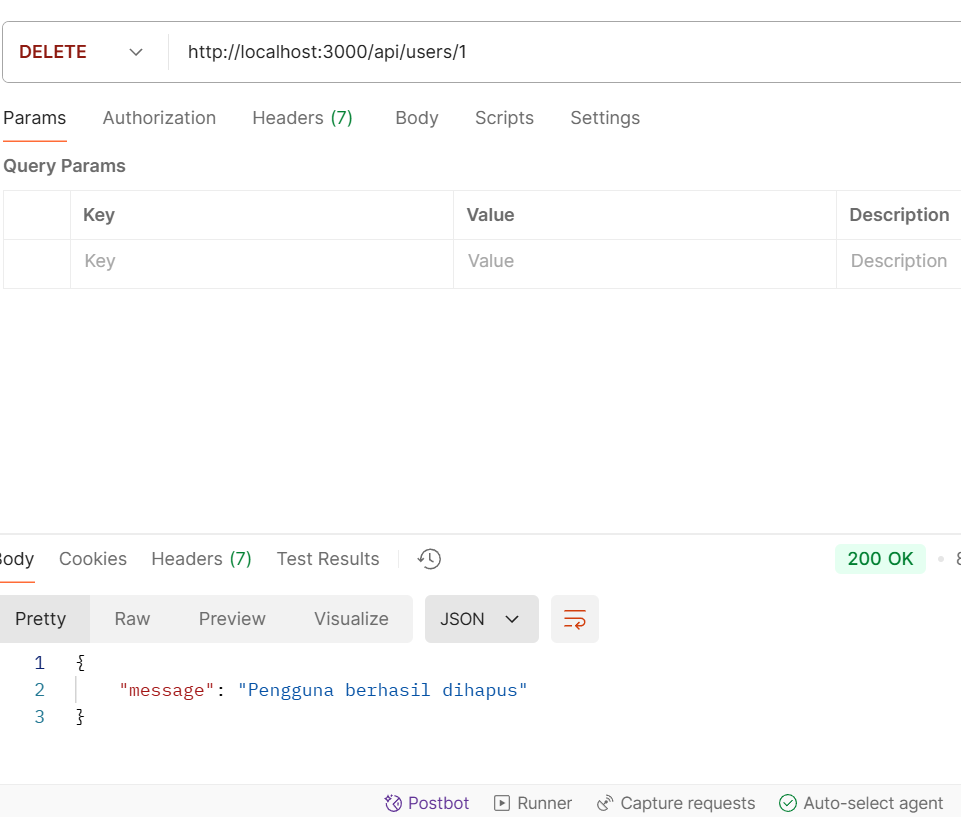 DELETE http://localhost:3000/api/users/1
Params Authorization Headers (7) Body Scripts Settings
Query Params
Key Value Description
Key Value Description
Body Cookies Headers (7) Test Results 200 OK
Pretty Raw Preview Visualize JSON
1 {
2 "message": "Pengguna berhasil dihapus"
3 }
Postbot Runner Capture requests Auto-select agent